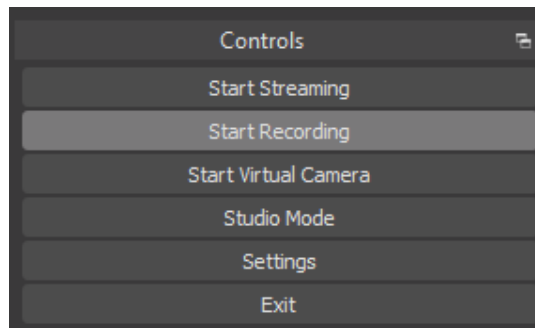 Controls
Start Streaming
Start Recording
Start Virtual Camera
Studio Mode
Settings
Exit